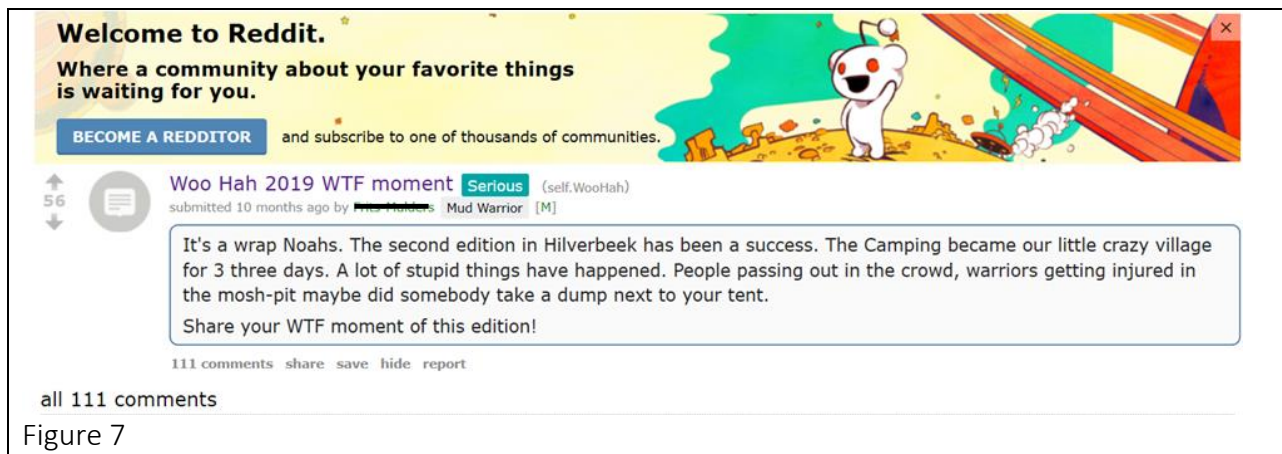 Welcome to Reddit.
Where a community about your favorite things
is waiting for you.
BECOME A REDDITOR and subscribe to one of thousands of communities.
×
56
Woo Hah 2019 WTF moment Serious (self.WooHah)
submitted 10 months ago by Mud Warrior [M]
It's a wrap Noahs. The second edition in Hilverbeek has been a success. The Camping became our little crazy village
for 3 three days. A lot of stupid things have happened. People passing out in the crowd, warriors getting injured in
the mosh-pit maybe did somebody take a dump next to your tent.
Share your WTF moment of this edition!
111 comments share save hide report
all 111 comments
Figure 7